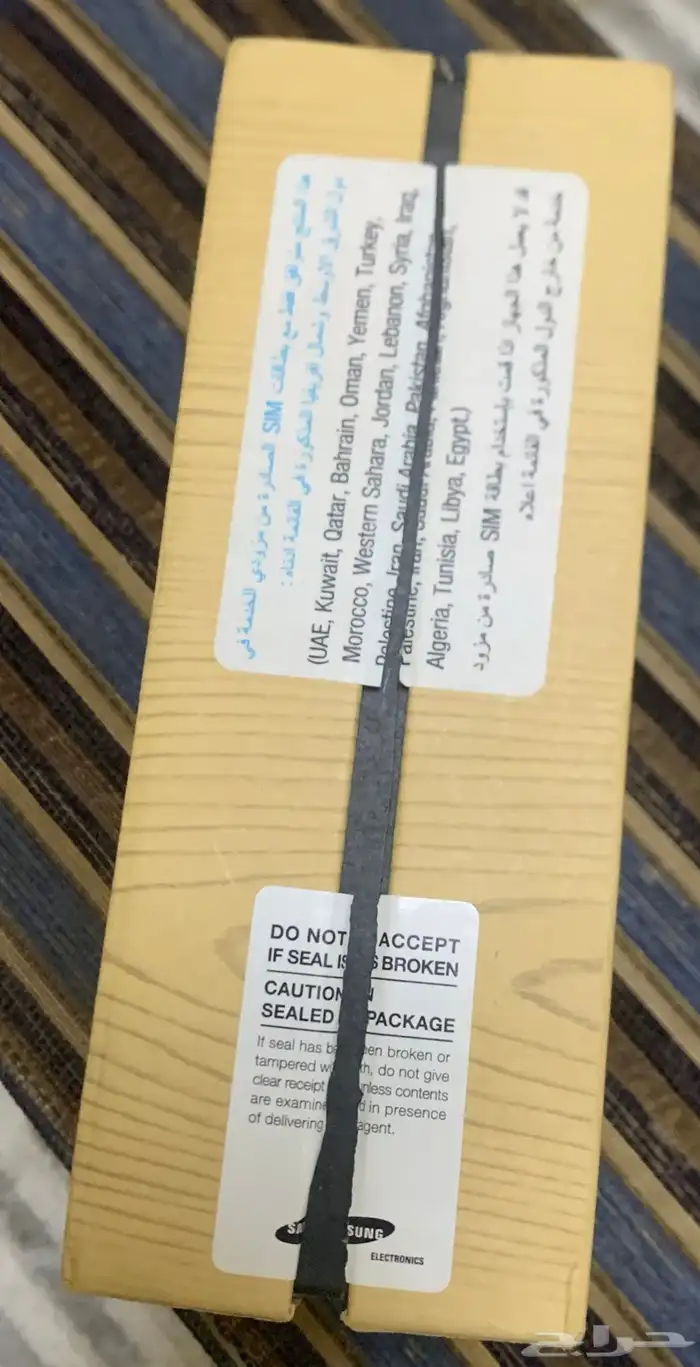 هذا المنتج متوافق فقط مع بطاقات SIM الصادرة من مزودي الخدمة في
دول الشرق الأوسط وشمال افريقيا المذكورة في القائمة ادناه :
(UAE, Kuwait, Qatar, Bahrain, Oman, Yemen, Turkey,
Morocco, Western Sahara, Jordan, Lebanon, Syria, Iraq,
Palestine, Iran, Saudi Arabia, Pakistan, Afghanistan,
Algeria, Tunisia, Libya, Egypt.)
قد لا يعمل هذا الجهاز اذا قمت بإستخدام بطاقة SIM صادرة من مزود
خدمة من خارج الدول المذكورة في القائمة اعلاه
DO NOT ACCEPT
IF SEAL IS BROKEN
CAUTION
SEALED PACKAGE
If seal has been broken or
tampered with, do not give
clear receipt unless contents
are examined in presence
of delivering agent.
SAMSUNG
ELECTRONICS
حراج